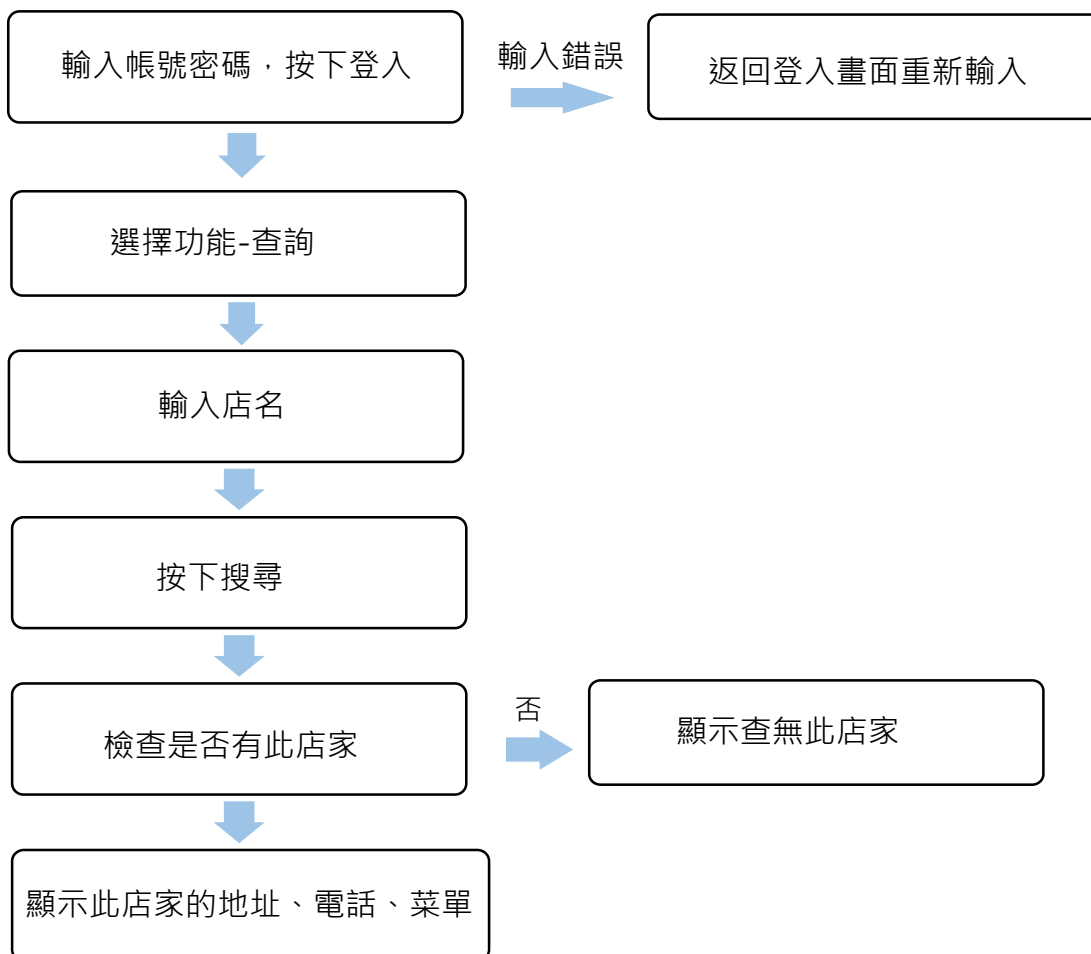 輸入帳號密碼，按下登入
輸入錯誤
返回登入畫面重新輸入
選擇功能-查詢
輸入店名
按下搜尋
檢查是否有此店家
否
顯示查無此店家
顯示此店家的地址、電話、菜單